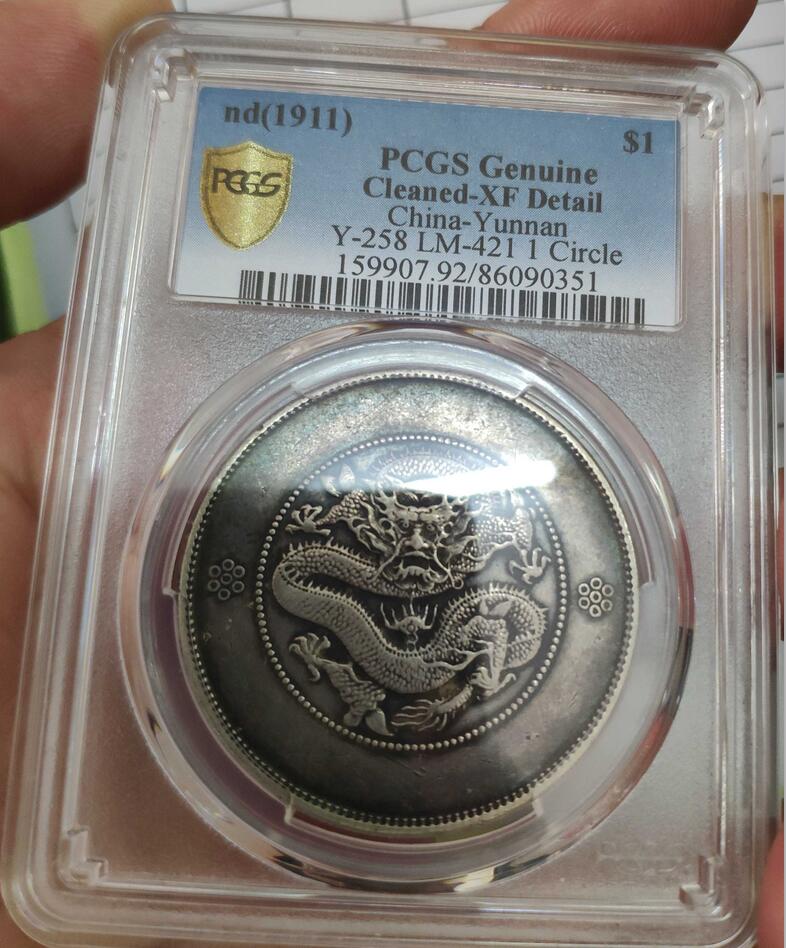 nd(1911)
$1
PCGS
PCGS Genuine
Cleaned-XF Detail
China-Yunnan
Y-258 LM-421 1 Circle
159907.92/86090351